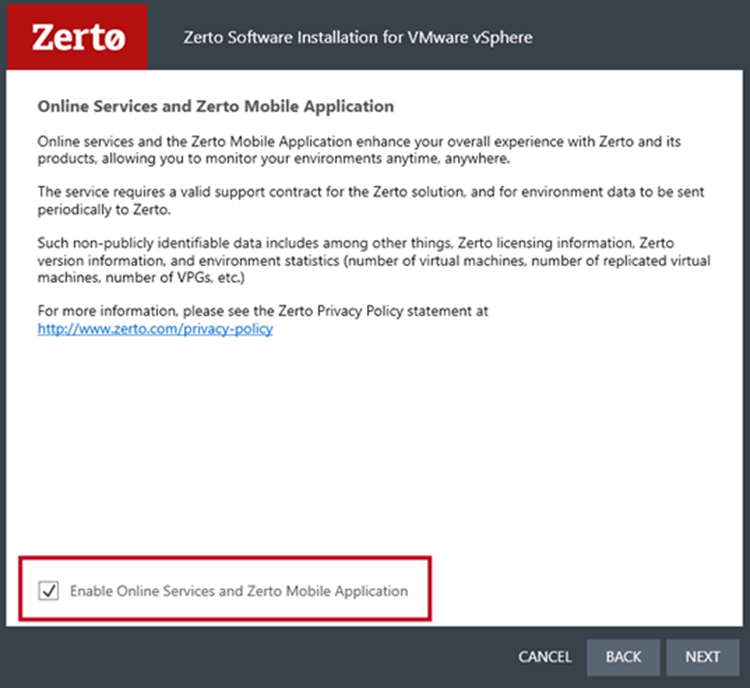 Zertø
Zerto Software Installation for VMware vSphere
Online Services and Zerto Mobile Application
Online services and the Zerto Mobile Application enhance your overall experience with Zerto and its
products, allowing you to monitor your environments anytime, anywhere.
The service requires a valid support contract for the Zerto solution, and for environment data to be sent
periodically to Zerto.
Such non-publicly identifiable data includes among other things, Zerto licensing information, Zerto
version information, and environment statistics (number of virtual machines, number of replicated virtual
machines, number of VPGs, etc.)
For more information, please see the Zerto Privacy Policy statement at
http://www.zerto.com/privacy-policy
Enable Online Services and Zerto Mobile Application
CANCEL BACK NEXT